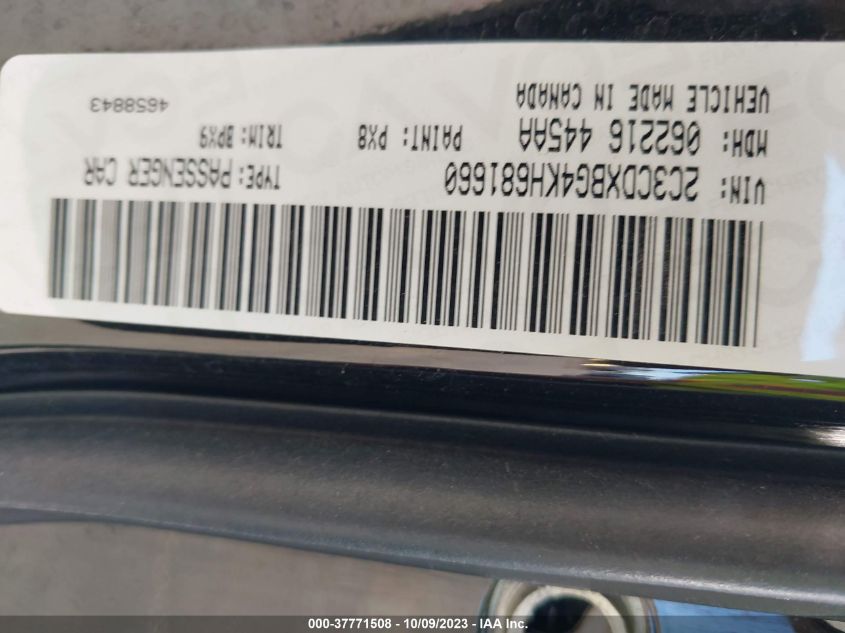 VIN: 2C3CDXBG4KH681660 TYPE: PASSENGER CAR
MDH: 062216 445AA PAINT: PX8 TRIM: BPX9
VEHICLE MADE IN CANADA 4658843
000-37771508 - 10/09/2023 - IAA Inc.